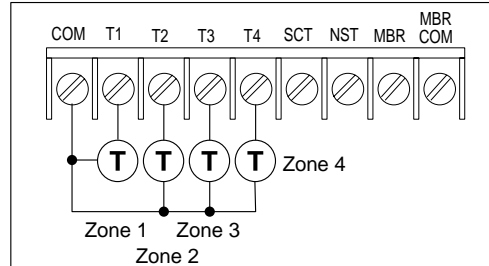 COM T1 T2 T3 T4 SCT NST MBR MBR COM
T T T T Zone 4
Zone 1 Zone 3
Zone 2